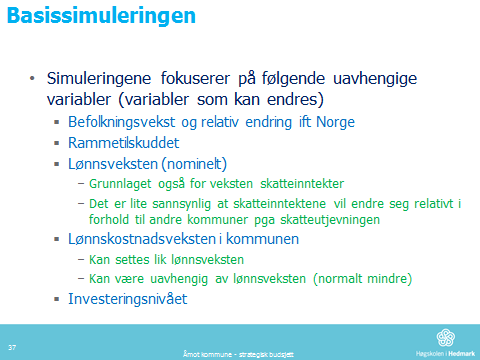 Basissimuleringen
• Simuleringene fokuserer på følgende uavhengige
variabler (variabler som kan endres)
▪ Befolkningsvekst og relativ endring ift Norge
▪ Rammetilskuddet
▪ Lønnsveksten (nominelt)
− Grunnlaget også for veksten skatteinntekter
− Det er lite sannsynlig at skatteinntektene vil endre seg relativt i
forhold til andre kommuner pga skatteutjevningen
▪ Lønnskostnadsveksten i kommunen
− Kan settes lik lønnsveksten
− Kan være uavhengig av lønnsveksten (normalt mindre)
▪ Investeringsnivået
37
Åmot kommune - strategisk budsjett
Høgskolen i Hedmark